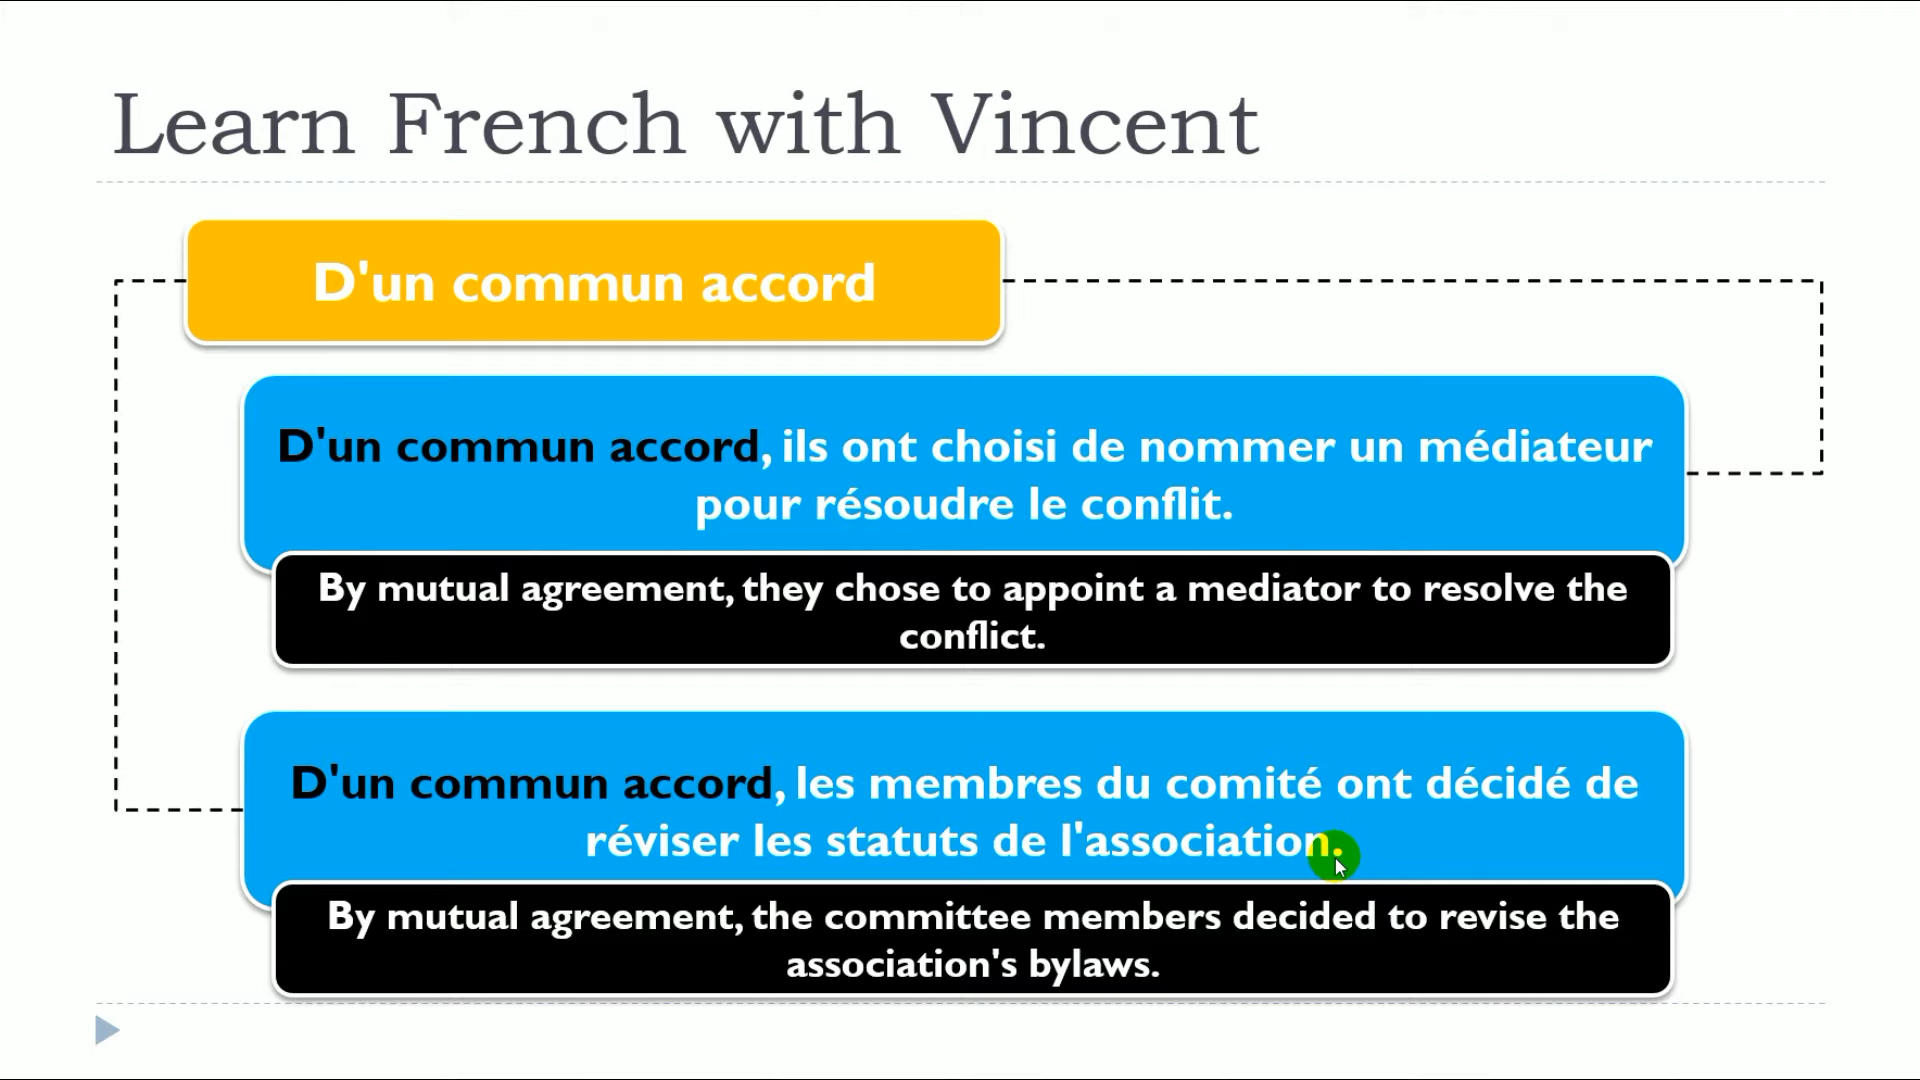 Learn French with Vincent
D'un commun accord
D'un commun accord, ils ont choisi de nommer un médiateur
pour résoudre le conflit.
By mutual agreement, they chose to appoint a mediator to resolve the
conflict.
D'un commun accord, les membres du comité ont décidé de
réviser les statuts de l'association.
By mutual agreement, the committee members decided to revise the
association's bylaws.